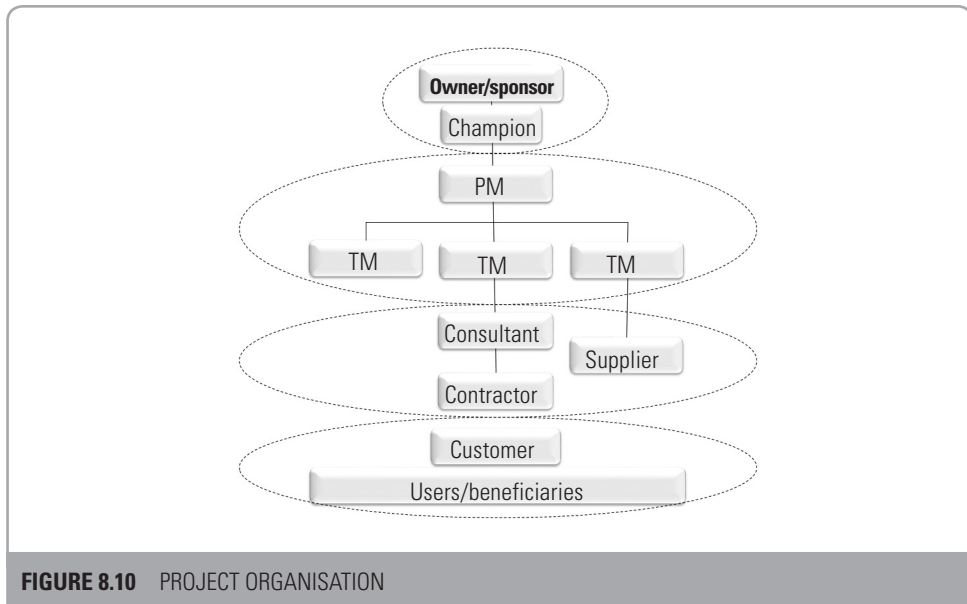 Owner/sponsor
Champion
PM
TM
TM
TM
Consultant
Supplier
Contractor
Customer
Users/beneficiaries
FIGURE 8.10 PROJECT ORGANISATION